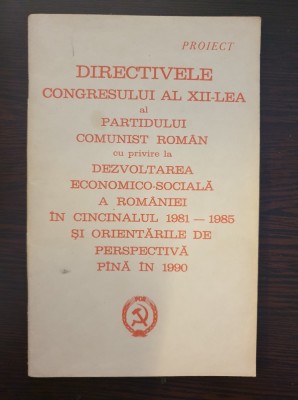 PROIECT
DIRECTIVELE
CONGRESULUI AL XII-LEA
al
PARTIDULUI
COMUNIST ROMÂN
cu privire la
DEZVOLTAREA
ECONOMICO-SOCIALĂ
A ROMÂNIEI
ÎN CINCINALUL 1981 — 1985
ȘI ORIENTĂRILE DE
PERSPECTIVĂ
PÎNĂ ÎN 1990
PCR